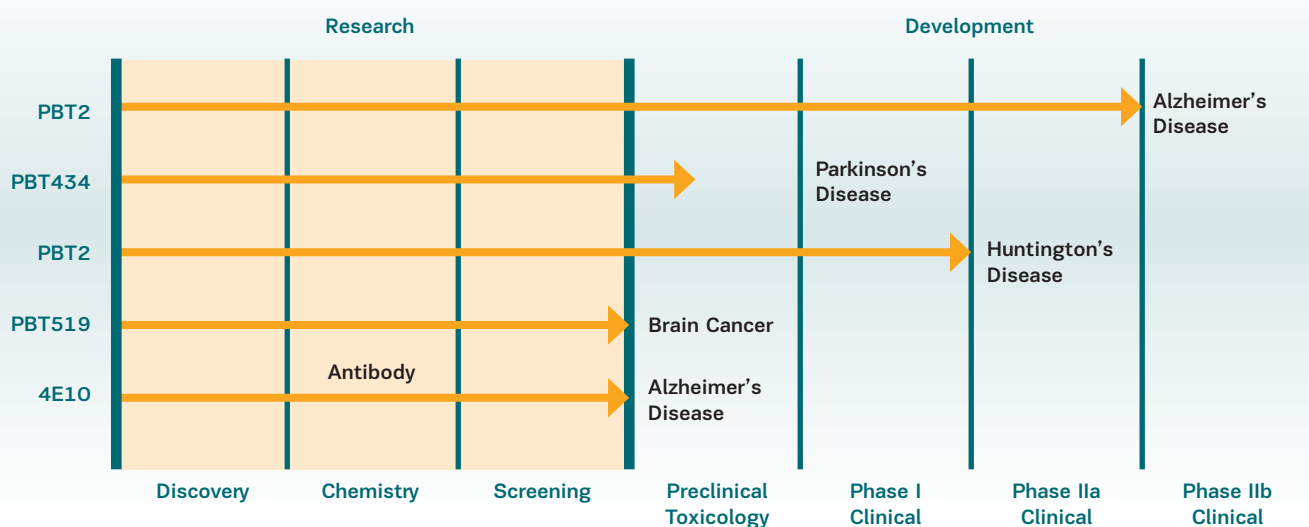 Research
Development
PBT2
Alzheimer's
Disease
PBT434
Parkinson's
Disease
PBT2
Huntington's
Disease
PBT519
Brain Cancer
Antibody
4E10
Alzheimer's
Disease
Discovery
Chemistry
Screening
Preclinical
Toxicology
Phase I
Clinical
Phase IIa
Clinical
Phase IIb
Clinical